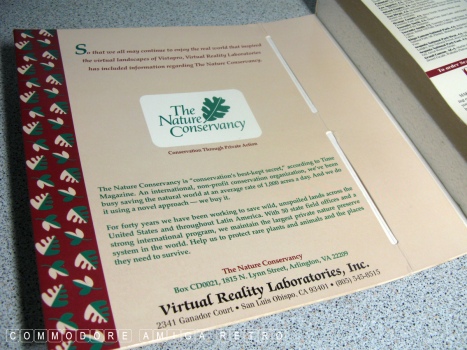 So that we all may continue to enjoy the real world that inspired
the virtual landscapes of Vistapro, Virtual Reality Laboratories
has included information regarding The Nature Conservancy.
The
Nature
Conservancy
Conservation Through Private Action
The Nature Conservancy is "conservation's best-kept secret," according to Time
Magazine. An international, non-profit conservation organization, we've been
busy saving the natural world at an average rate of 1,000 acres a day. And we do
it using a novel approach — we buy it.
For forty years we have been working to save wild, unspoiled lands across the
United States and throughout Latin America. With 50 state field offices and a
strong international program, we maintain the largest private nature preserve
system in the world. Help us to protect rare plants and animals and the places
they need to survive.
The Nature Conservancy
Box CD0021, 1815 N. Lynn Street, Arlington, VA 22209
Virtual Reality Laboratories, Inc.
2341 Ganador Court • San Luis Obispo, CA 93401 • (805) 545-8515
COMMODORE AMIGA RETRO
To order